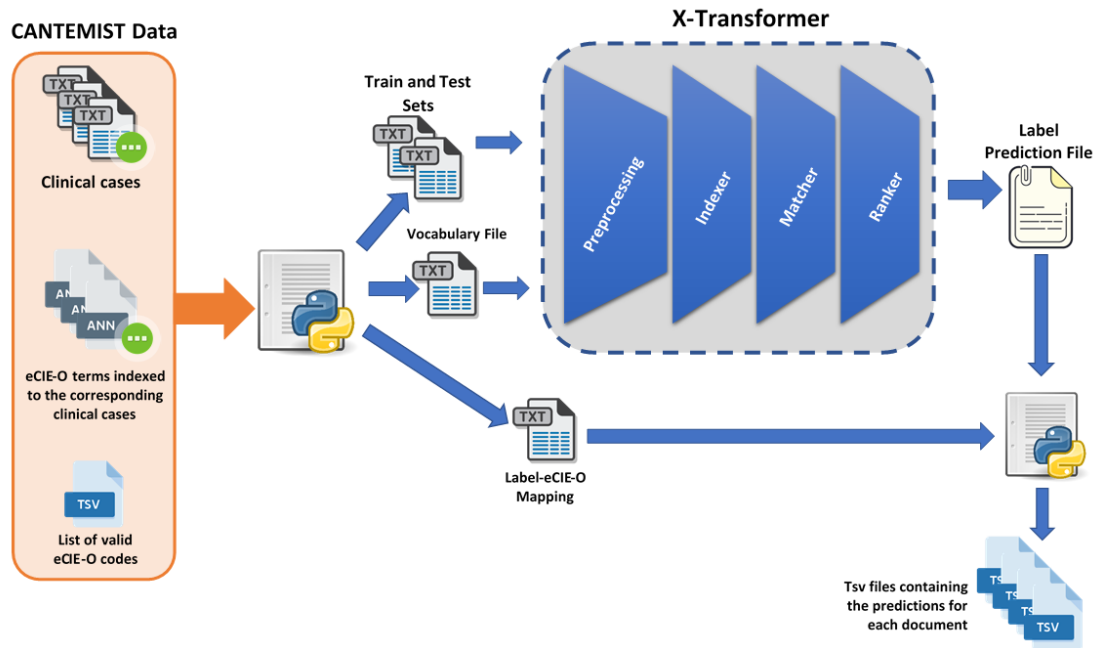 CANTEMIST Data
X-Transformer
TXT
TXT
TXT
Clinical cases
ANN
eCIE-O terms indexed
to the corresponding
clinical cases
TSV
List of valid
eCIE-O codes
Train and Test
Sets
TXT
TXT
Vocabulary File
TXT
TXT
Label-eCIE-O
Mapping
Preprocessing
Indexer
Matcher
Ranker
Label
Prediction File
Tsv files containing
the predictions for
each document
TSV